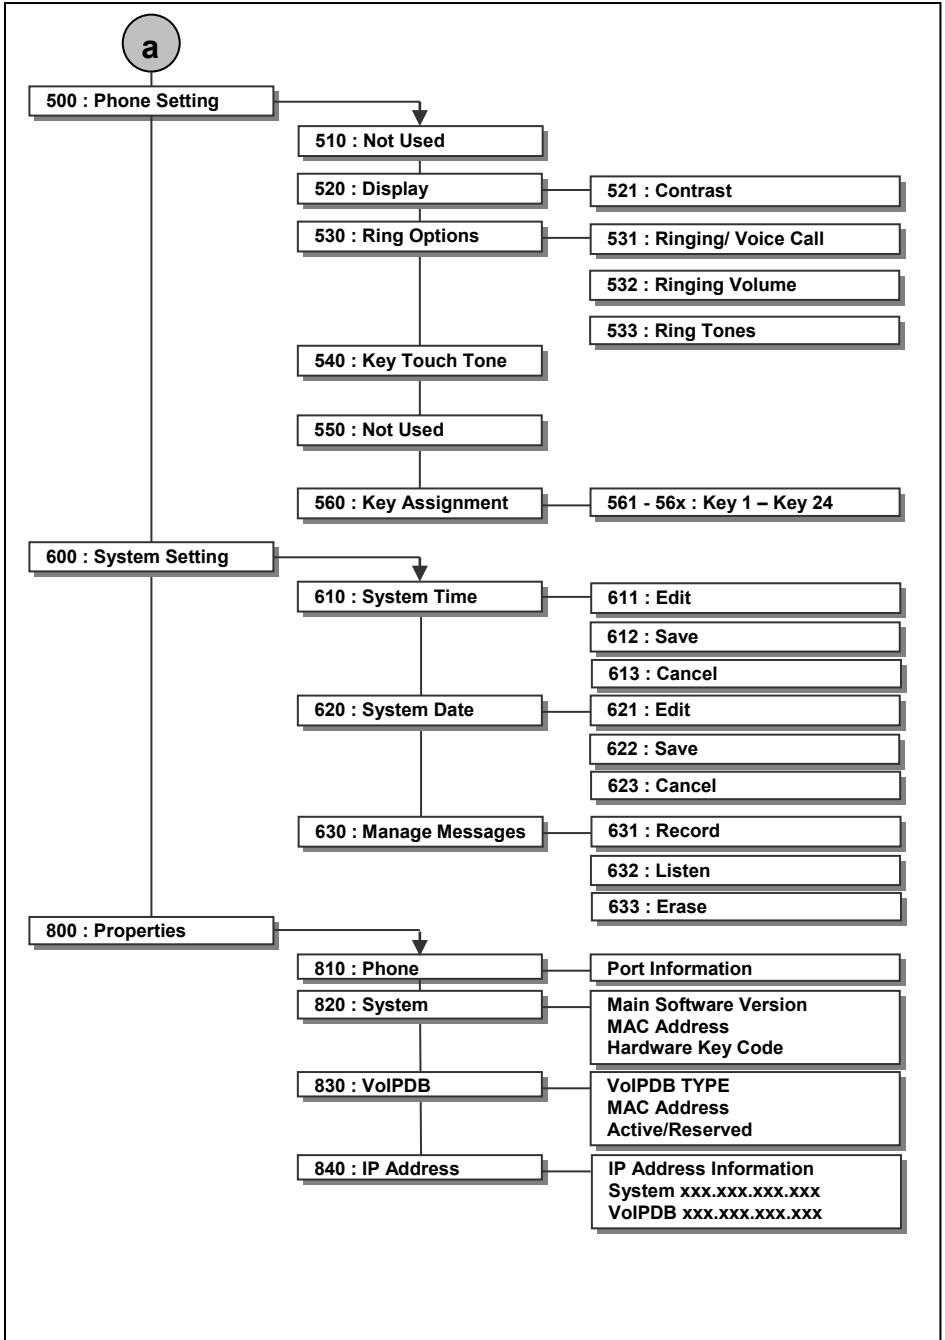 a
500 : Phone Setting
510 : Not Used
520 : Display
521 : Contrast
530 : Ring Options
531 : Ringing/ Voice Call
532 : Ringing Volume
533 : Ring Tones
540 : Key Touch Tone
550 : Not Used
560 : Key Assignment
561 - 56x : Key 1 – Key 24
600 : System Setting
610 : System Time
611 : Edit
612 : Save
613 : Cancel
620 : System Date
621 : Edit
622 : Save
623 : Cancel
630 : Manage Messages
631 : Record
632 : Listen
633 : Erase
800 : Properties
810 : Phone
Port Information
820 : System
Main Software Version
MAC Address
Hardware Key Code
830 : VoIPDB
VoIPDB TYPE
MAC Address
Active/Reserved
840 : IP Address
IP Address Information
System xxx.xxx.xxx.xxx
VoIPDB xxx.xxx.xxx.xxx